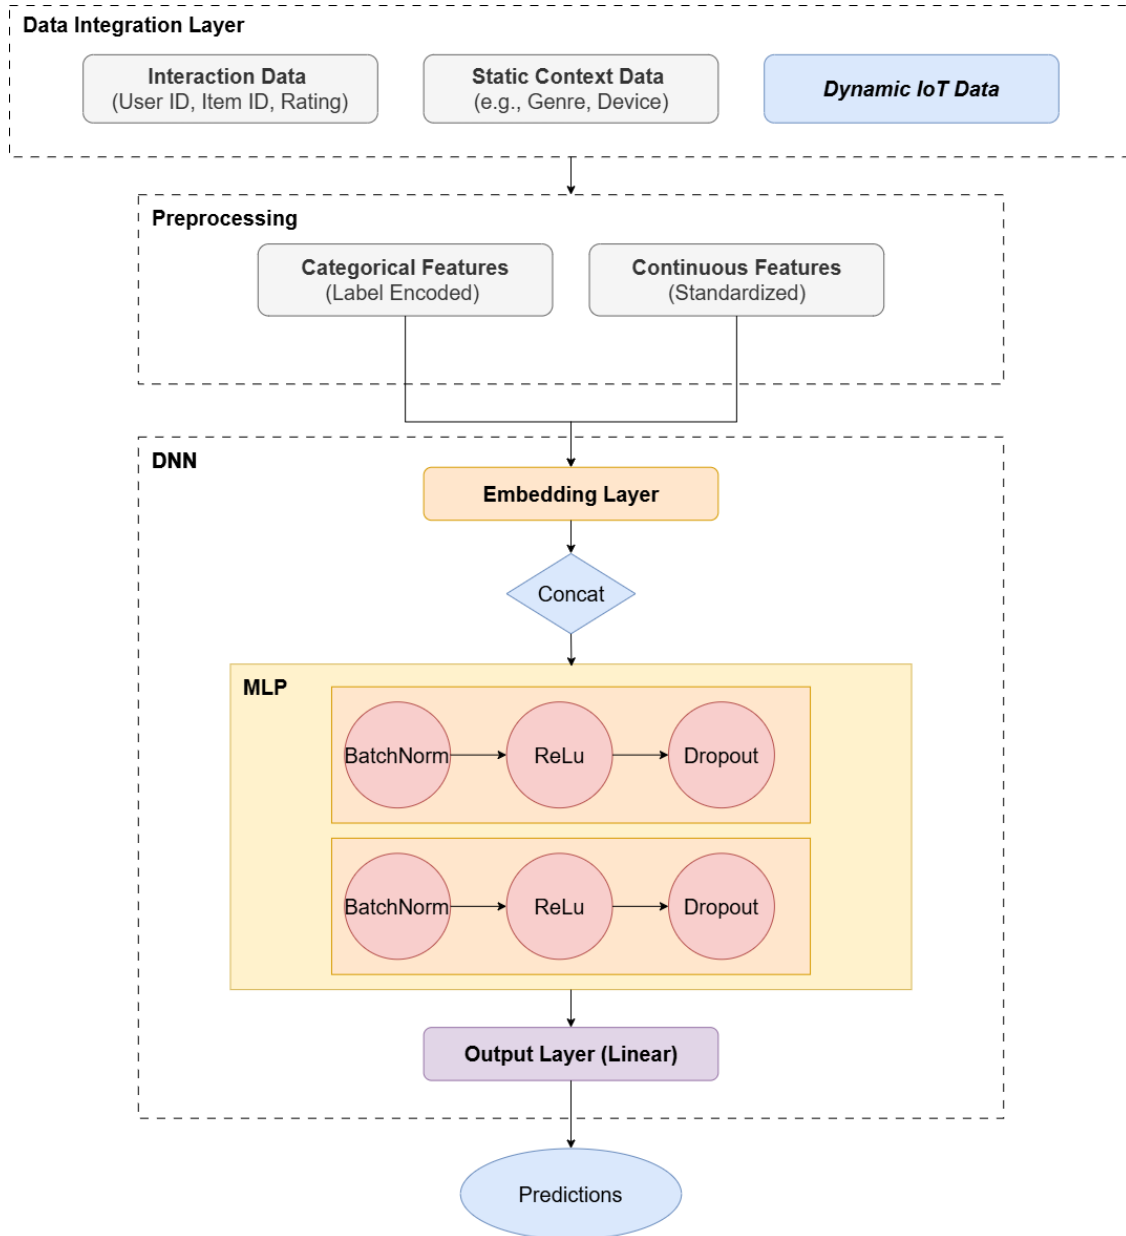 Data Integration Layer
Interaction Data
(User ID, Item ID, Rating)
Static Context Data
(e.g., Genre, Device)
Dynamic IoT Data
Preprocessing
Categorical Features
(Label Encoded)
Continuous Features
(Standardized)
DNN
Embedding Layer
Concat
MLP
BatchNorm
ReLu
Dropout
BatchNorm
ReLu
Dropout
Output Layer (Linear)
Predictions